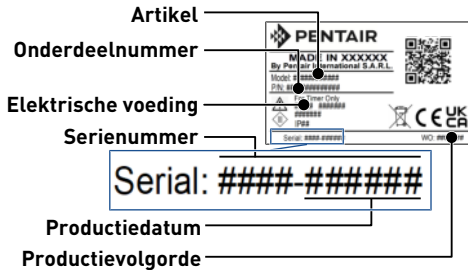 Artikel
PENTAIR
Onderdeelnummer
MADE IN XXXXXX
By Pentair International S.A.R.L.
Model: #############
P/N: ##############
Elektrische voeding
For Timer Only
#### #######
#######
IP##
CE UK CA
Serienummer
Serial: ####-######
WO: #######
Serial: ####-######
Productiedatum
Productievolgorde